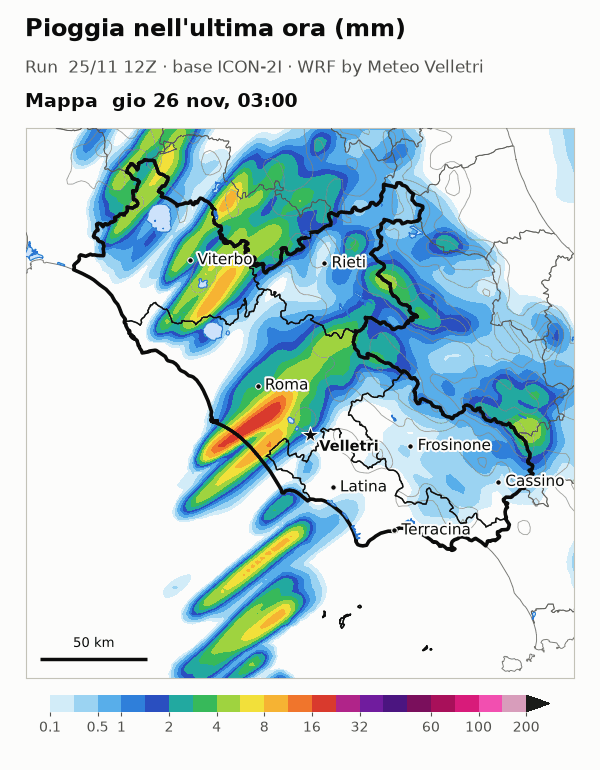 Pioggia nell'ultima ora (mm)
Run 25/11 12Z · base ICON-2I · WRF by Meteo Velletri
Mappa gio 26 nov, 03:00
Viterbo
Rieti
Roma
Velletri
Frosinone
Cassino
Latina
Terracina
50 km
0.1 0.5 1 2 4 8 16 32 60 100 200